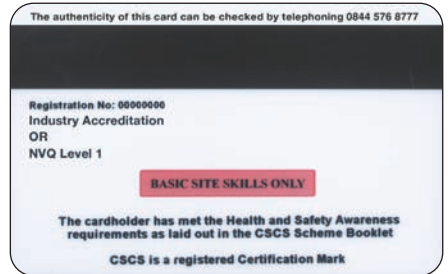 The authenticity of this card can be checked by telephoning 0844 576 8777
Registration No: 00000000
Industry Accreditation
OR
NVQ Level 1
BASIC SITE SKILLS ONLY
The cardholder has met the Health and Safety Awareness
requirements as laid out in the CSCS Scheme Booklet
CSCS is a registered Certification Mark